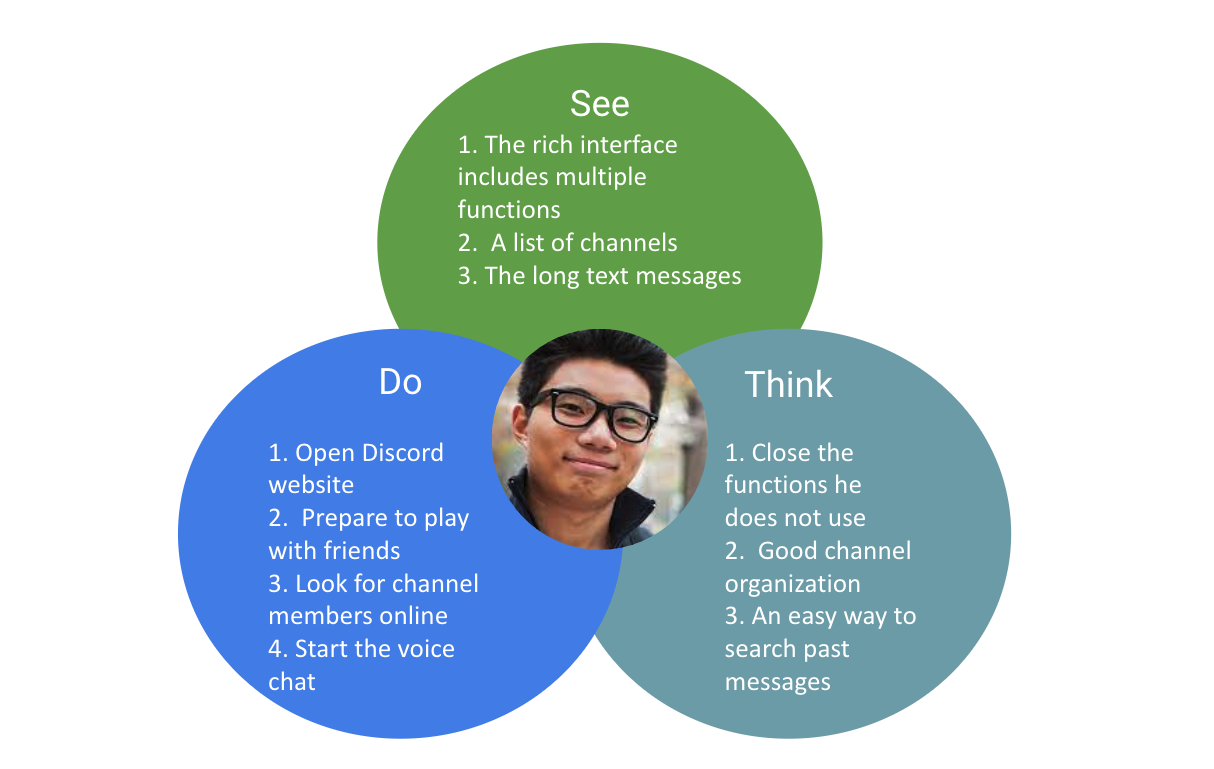 See
1. The rich interface
includes multiple
functions
2.  A list of channels
3. The long text messages
Do
1. Open Discord
website
2.  Prepare to play
with friends
3. Look for channel
members online
4. Start the voice
chat
Think
1. Close the
functions he
does not use
2.  Good channel
organization
3. An easy way to
search past
messages